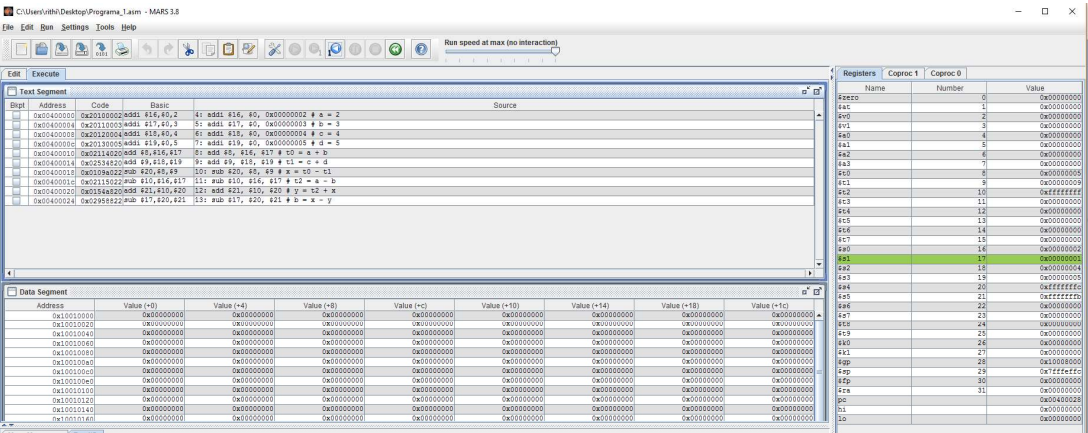 C:\Users\rithi\Desktop\Programa_1.asm - MARS 3.8
File Edit Run Settings Tools Help
Run speed at max (no interaction)
Edit Execute
Text Segment
Bkpt Address Code Basic Source
0x00400000 0x20100002 addi $16,$0,2 4: addi $16, $0, 0x00000002 # a = 2
0x00400004 0x20110003 addi $17,$0,3 5: addi $17, $0, 0x00000003 # b = 3
0x00400008 0x20120004 addi $18,$0,4 6: addi $18, $0, 0x00000004 # c = 4
0x0040000c 0x20130005 addi $19,$0,5 7: addi $19, $0, 0x00000005 # d = 5
0x00400010 0x02114020 add $8,$16,$17 8: add $8, $16, $17 # t0 = a + b
0x00400014 0x02534820 add $9,$18,$19 9: add $9, $18, $19 # t1 = c + d
0x00400018 0x0109a022 sub $20,$8,$9 10: sub $20, $8, $9 # x = t0 - t1
0x0040001c 0x02115022 sub $10,$16,$17 11: sub $10, $16, $17 # t2 = a - b
0x00400020 0x0154a820 add $21,$10,$20 12: add $21, $10, $20 # y = t2 + x
0x00400024 0x02958822 sub $17,$20,$21 13: sub $17, $20, $21 # b = x - y
Data Segment
Address Value (+0) Value (+4) Value (+8) Value (+c) Value (+10) Value (+14) Value (+18) Value (+1c)
0x10010000 0x00000000 0x00000000 0x00000000 0x00000000 0x00000000 0x00000000 0x00000000 0x00000000
0x10010020 0x00000000 0x00000000 0x00000000 0x00000000 0x00000000 0x00000000 0x00000000 0x00000000
0x10010040 0x00000000 0x00000000 0x00000000 0x00000000 0x00000000 0x00000000 0x00000000 0x00000000
0x10010060 0x00000000 0x00000000 0x00000000 0x00000000 0x00000000 0x00000000 0x00000000 0x00000000
0x10010080 0x00000000 0x00000000 0x00000000 0x00000000 0x00000000 0x00000000 0x00000000 0x00000000
0x100100a0 0x00000000 0x00000000 0x00000000 0x00000000 0x00000000 0x00000000 0x00000000 0x00000000
0x100100c0 0x00000000 0x00000000 0x00000000 0x00000000 0x00000000 0x00000000 0x00000000 0x00000000
0x100100e0 0x00000000 0x00000000 0x00000000 0x00000000 0x00000000 0x00000000 0x00000000 0x00000000
0x10010100 0x00000000 0x00000000 0x00000000 0x00000000 0x00000000 0x00000000 0x00000000 0x00000000
0x10010120 0x00000000 0x00000000 0x00000000 0x00000000 0x00000000 0x00000000 0x00000000 0x00000000
0x10010140 0x00000000 0x00000000 0x00000000 0x00000000 0x00000000 0x00000000 0x00000000 0x00000000
0x10010160 0x00000000 0x00000000 0x00000000 0x00000000 0x00000000 0x00000000 0x00000000 0x00000000
Registers Coproc 1 Coproc 0
Name Number Value
$zero 0 0x00000000
$at 1 0x00000000
$v0 2 0x00000000
$v1 3 0x00000000
$a0 4 0x00000000
$a1 5 0x00000000
$a2 6 0x00000000
$a3 7 0x00000000
$t0 8 0x00000005
$t1 9 0x00000009
$t2 10 0xffffffff
$t3 11 0x00000000
$t4 12 0x00000000
$t5 13 0x00000000
$t6 14 0x00000000
$t7 15 0x00000000
$s0 16 0x00000002
$s1 17 0x00000001
$s2 18 0x00000004
$s3 19 0x00000005
$s4 20 0xfffffffc
$s5 21 0xfffffffb
$s6 22 0x00000000
$s7 23 0x00000000
$t8 24 0x00000000
$t9 25 0x00000000
$k0 26 0x00000000
$k1 27 0x00000000
$gp 28 0x10008000
$sp 29 0x7fffeffc
$fp 30 0x00000000
$ra 31 0x00000000
pc 0x00400028
hi 0x00000000
lo 0x00000000